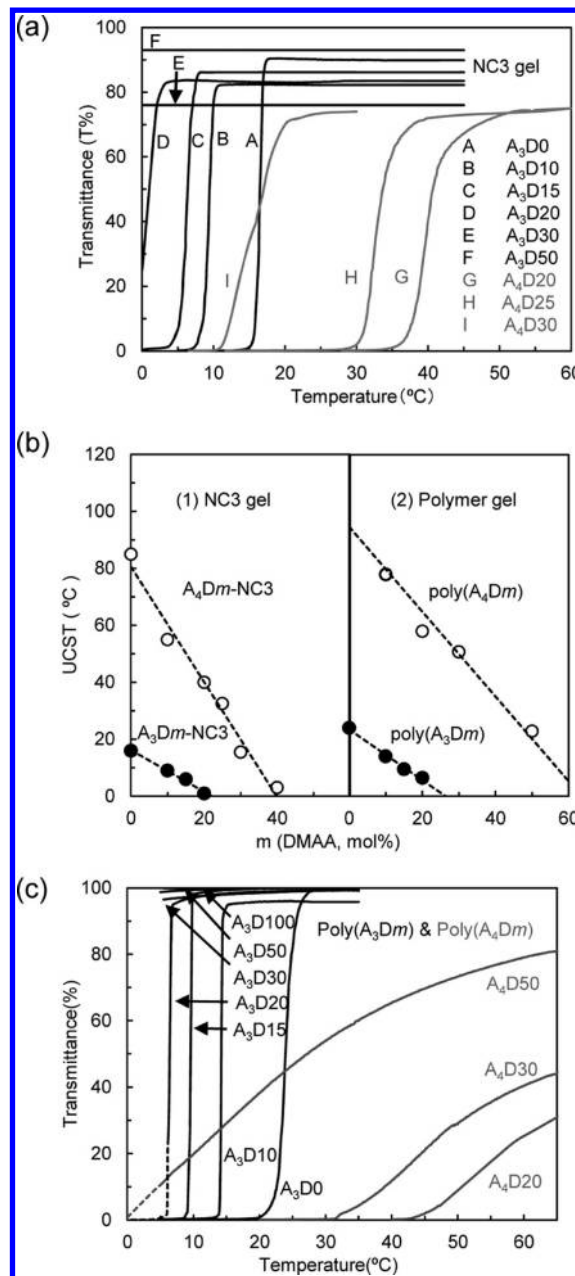 (a)
100
80
60
40
20
0
Transmittance (T%)
F
E
D
C
B
A
I
H
G
NC3 gel
A A₃D0
B A₃D10
C A₃D15
D A₃D20
E A₃D30
F A₃D50
G A₄D20
H A₄D25
I A₄D30
0 10 20 30 40 50 60
Temperature(ºC)
(b)
120
100
80
60
40
20
0
UCST (ºC)
(1) NC3 gel
A₄Dm-NC3
A₃Dm-NC3
(2) Polymer gel
poly(A₄Dm)
poly(A₃Dm)
0 20 40 0 20 40 60
m (DMAA, mol%)
(c)
100
80
60
40
20
0
Transmittance(%)
A₃D100
A₃D50
A₃D30
A₃D20
A₃D15
A₃D10
A₃D0
Poly(A₃Dm) & Poly(A₄Dm)
A₄D50
A₄D30
A₄D20
0 10 20 30 40 50 60
Temperature(ºC)